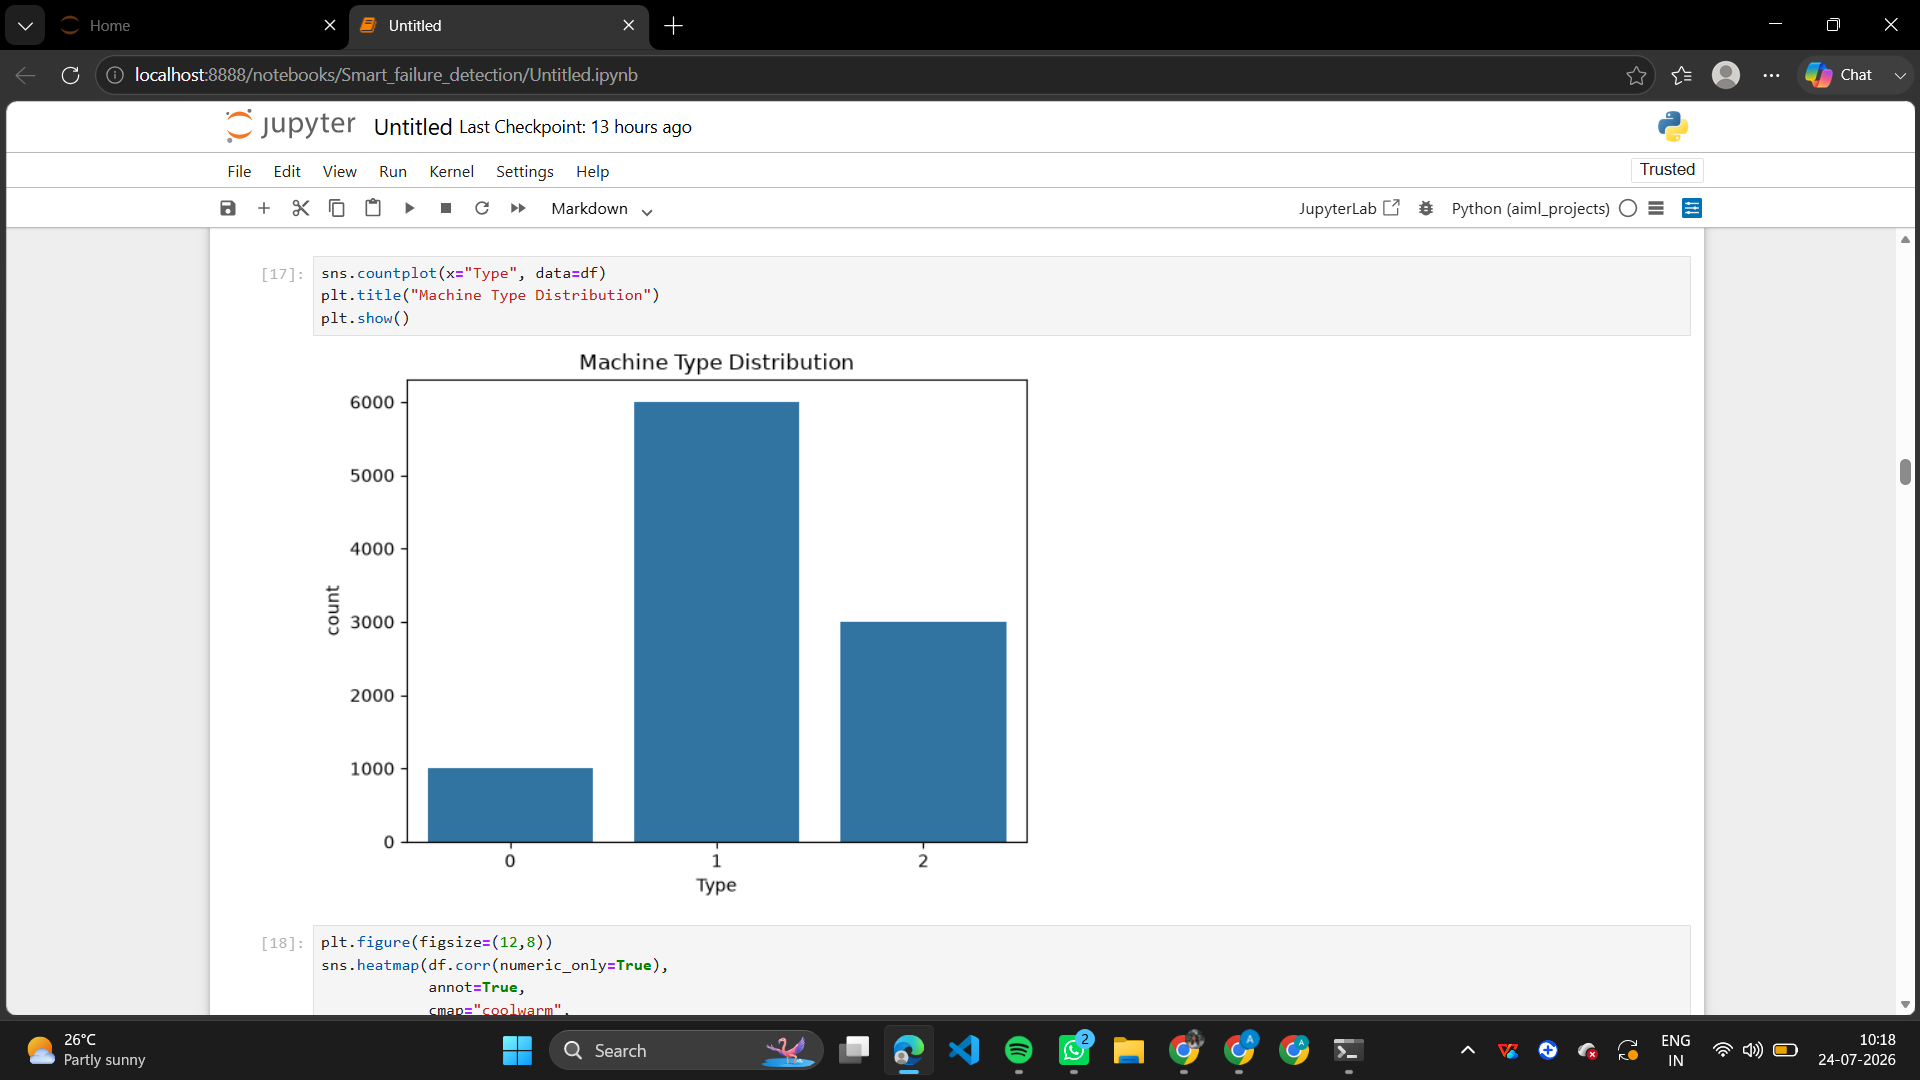 Home
Untitled
localhost:8888/notebooks/Smart_failure_detection/Untitled.ipynb
Chat
jupyter Untitled Last Checkpoint: 13 hours ago
File Edit View Run Kernel Settings Help
Trusted
Markdown
JupyterLab
Python (aiml_projects)
[17]:
sns.countplot(x="Type", data=df)
plt.title("Machine Type Distribution")
plt.show()
Machine Type Distribution
6000
5000
4000
3000
2000
1000
0
count
0 1 2
Type
[18]:
plt.figure(figsize=(12,8))
sns.heatmap(df.corr(numeric_only=True),
annot=True,
cmap="coolwarm",
26°C
Partly sunny
Search
2
A
A
ENG
IN
10:18
24-07-2026